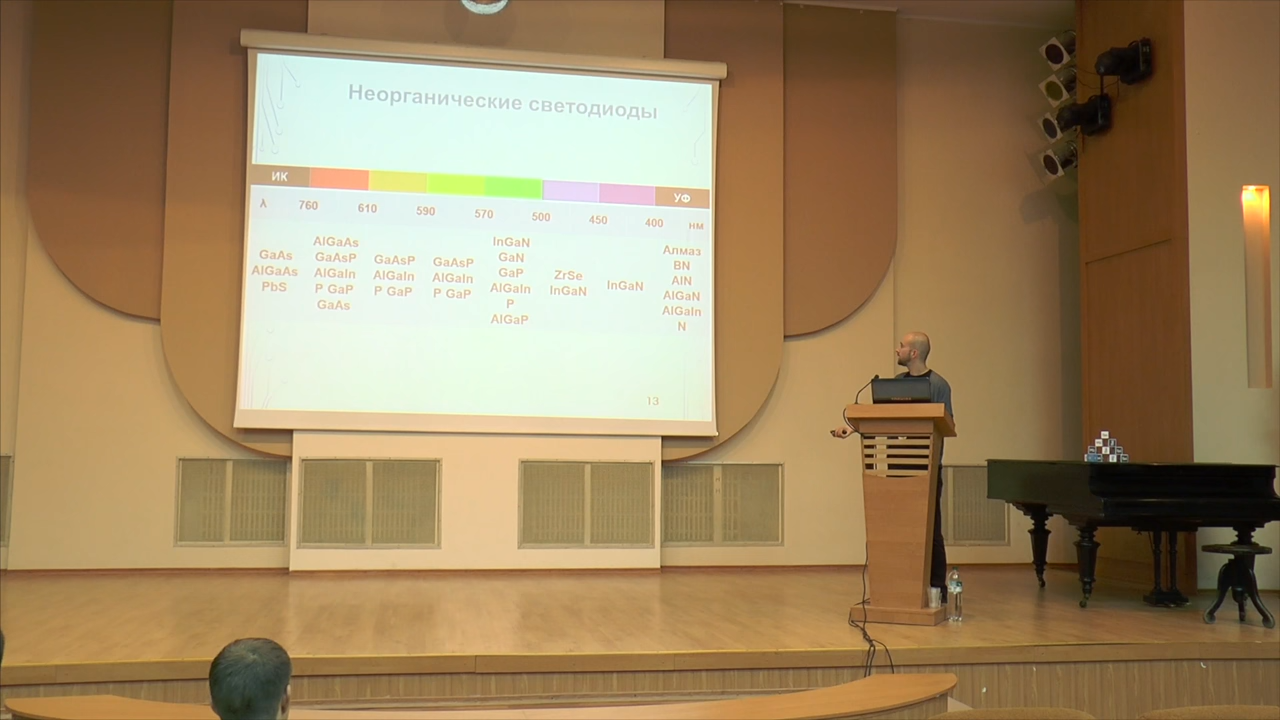 Неорганические светодиоды
ИК УФ
λ 760 610 590 570 500 450 400 нм
GaAs
AlGaAs
PbS
AlGaAs
GaAsP
AlGaIn
P GaP
GaAs
GaAsP
AlGaIn
P GaP
GaAsP
AlGaIn
P GaP
InGaN
GaN
GaP
AlGaIn
P
AlGaP
ZrSe
InGaN
InGaN
Алмаз
BN
AlN
AlGaN
AlGaIn
N
13